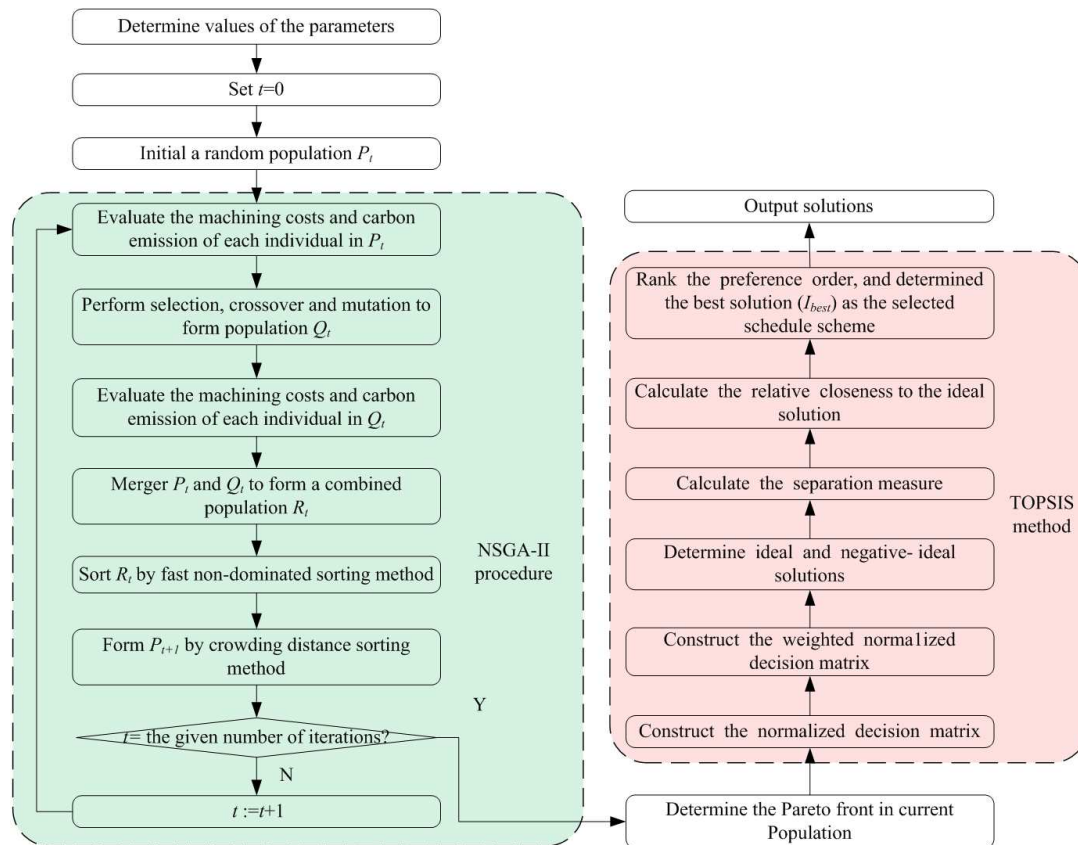 Determine values of the parameters
Set t=0
Initial a random population Pt
Evaluate the machining costs and carbon
emission of each individual in Pt
Perform selection, crossover and mutation to
form population Qt
Evaluate the machining costs and carbon
emission of each individual in Qt
Merger Pt and Qt to form a combined
population Rt
Sort Rt by fast non-dominated sorting method
Form Pt+1 by crowding distance sorting
method
t= the given number of iterations?
Y
N
t :=t+1
NSGA-II
procedure
Output solutions
Rank the preference order, and determined
the best solution (Ibest) as the selected
schedule scheme
Calculate the relative closeness to the ideal
solution
Calculate the separation measure
Determine ideal and negative- ideal
solutions
Construct the weighted normalized
decision matrix
Construct the normalized decision matrix
TOPSIS
method
Determine the Pareto front in current
Population